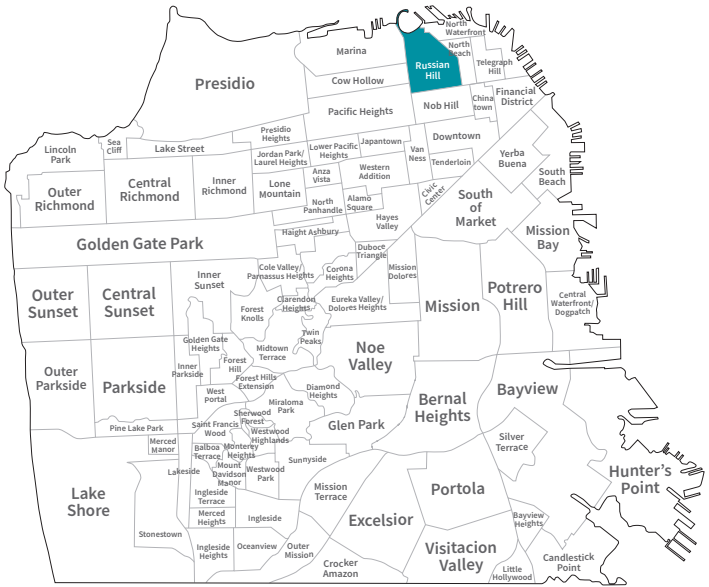 North
Waterfront
Marina
North
Beach
Russian
Hill
Telegraph
Hill
Presidio
Cow Hollow
Financial
District
Pacific Heights
Nob Hill
China
town
Presidio
Heights
Lincoln
Park
Sea
Cliff
Lake Street
Lower Pacific
Heights
Japantown
Downtown
Jordan Park/
Laurel Heights
Van
Ness
Tenderloin
Yerba
Buena
Outer
Richmond
Central
Richmond
Inner
Richmond
Lone
Mountain
Anza
Vista
Western
Addition
South
Beach
Civic
Center
South
of
Market
North
Panhandle
Alamo
Square
Hayes
Valley
Mission
Bay
Golden Gate Park
Haight Ashbury
Duboce
Triangle
Inner
Sunset
Cole Valley/
Parnassus Heights
Corona
Heights
Mission
Dolores
Outer
Sunset
Central
Sunset
Potrero
Hill
Central
Waterfront/
Dogpatch
Clarendon
Heights
Eureka Valley/
Dolores Heights
Mission
Forest
Knolls
Twin
Peaks
Golden Gate
Heights
Midtown
Terrace
Noe
Valley
Outer
Parkside
Parkside
Inner
Parkside
Forest
Hill
Forest Hills
Extension
West
Portal
Diamond
Heights
Bayview
Miraloma
Park
Bernal
Heights
Sherwood
Forest
Pine Lake Park
Saint Francis
Wood
Westwood
Highlands
Glen Park
Merced
Manor
Balboa
Terrace
Monterey
Heights
Silver
Terrace
Lakeside
Mount
Davidson
Manor
Westwood
Park
Sunnyside
Hunter's
Point
Lake
Shore
Ingleside
Terrace
Mission
Terrace
Portola
Merced
Heights
Ingleside
Excelsior
Bayview
Heights
Stonestown
Ingleside
Heights
Oceanview
Outer
Mission
Visitacion
Valley
Crocker
Amazon
Little
Hollywood
Candlestick
Point